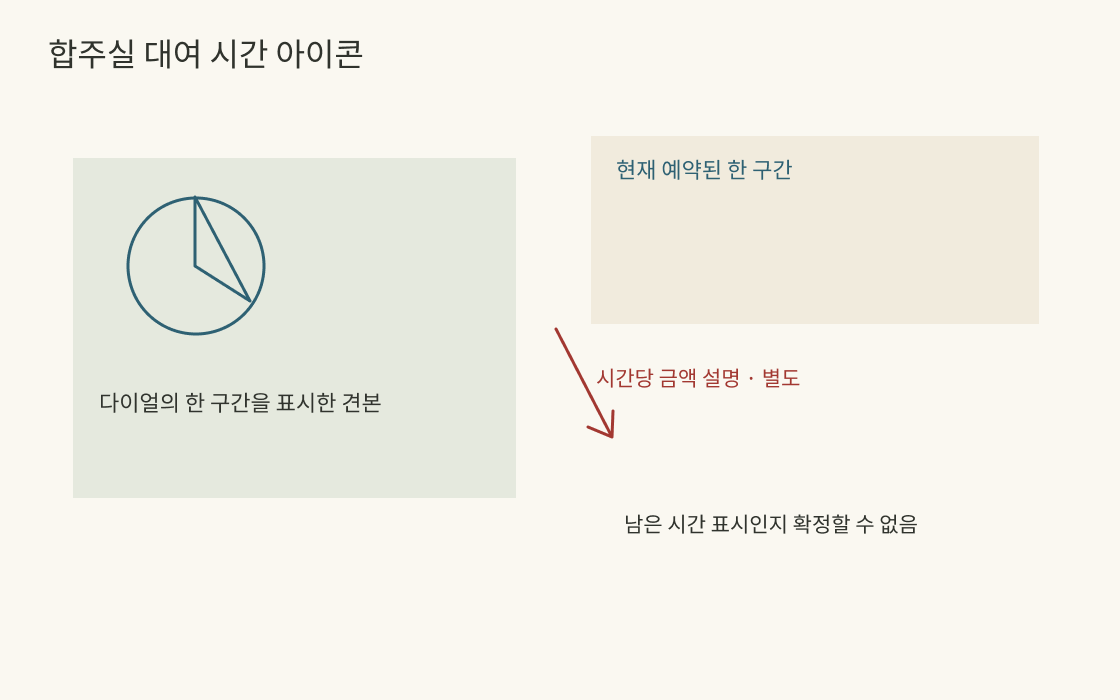 합주실 대여 시간 아이콘
현재 예약된 한 구간
시간당 금액 설명 · 별도
다이얼의 한 구간을 표시한 견본
남은 시간 표시인지 확정할 수 없음